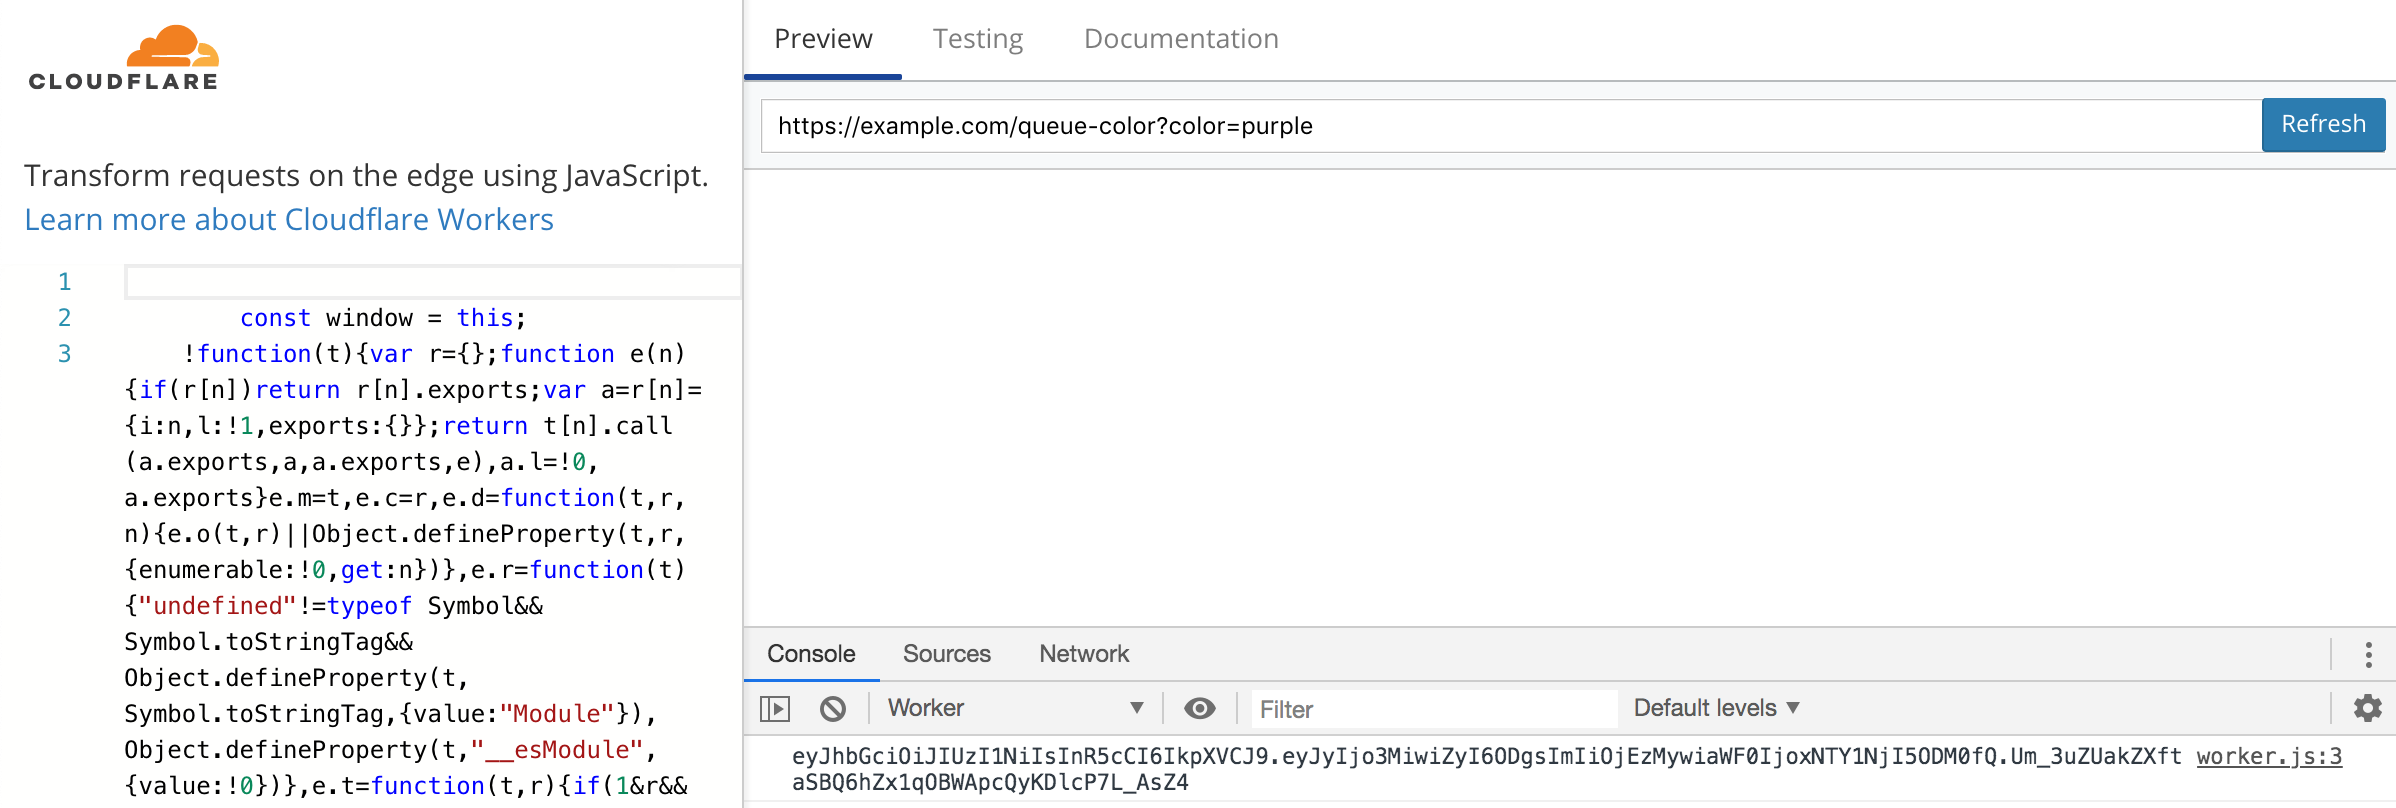 CLOUDFLARE
Transform requests on the edge using JavaScript.
Learn more about Cloudflare Workers
1
2 const window = this;
3 !function(t){var r={};function e(n)
{if(r[n])return r[n].exports;var a=r[n]=
{i:n,l:!1,exports:{}};return t[n].call
(a.exports,a,a.exports,e),a.l=!0,
a.exports}e.m=t,e.c=r,e.d=function(t,r,
n){e.o(t,r)||Object.defineProperty(t,r,
{enumerable:!0,get:n})},e.r=function(t)
{"undefined"!=typeof Symbol&&
Symbol.toStringTag&&
Object.defineProperty(t,
Symbol.toStringTag,{value:"Module"}),
Object.defineProperty(t,"__esModule",
{value:!0})},e.t=function(t,r){if(1&r&&
Preview Testing Documentation
https://example.com/queue-color?color=purple Refresh
Console Sources Network
Worker Filter Default levels
eyJhbGciOiJIUzI1NiIsInR5cCI6IkpXVCJ9.eyJyIjo3MiwiZyI6ODgsImIiOjEzMywiaWF0IjoxNTY1NjI5ODM0fQ.Um_3uZUakZXft worker.js:3
aSBQ6hZx1qOBWApcQyKDlcP7L_AsZ4